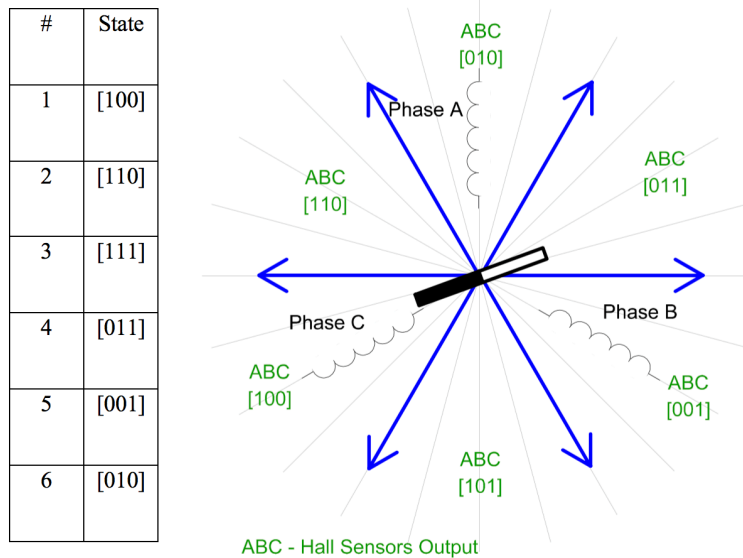 # State
1 [100]
2 [110]
3 [111]
4 [011]
5 [001]
6 [010]
ABC
[010]
Phase A
ABC
[011]
ABC
[110]
Phase B
Phase C
ABC
[100]
ABC
[001]
ABC
[101]
ABC - Hall Sensors Output